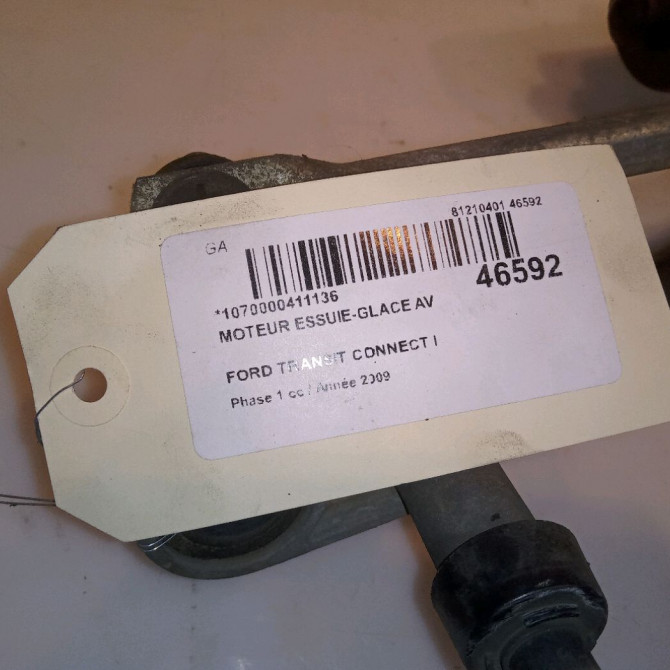 GA
81210401 46592
46592
*1070000411136
MOTEUR ESSUIE-GLACE AV
FORD TRANSIT CONNECT I
Phase 1 cc / Année 2009